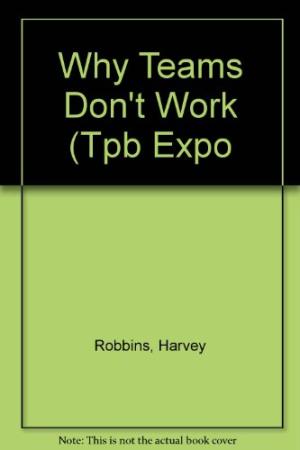 Why Teams
Don't Work
(Tpb Expo
Robbins, Harvey
Note: This is not the actual book cover